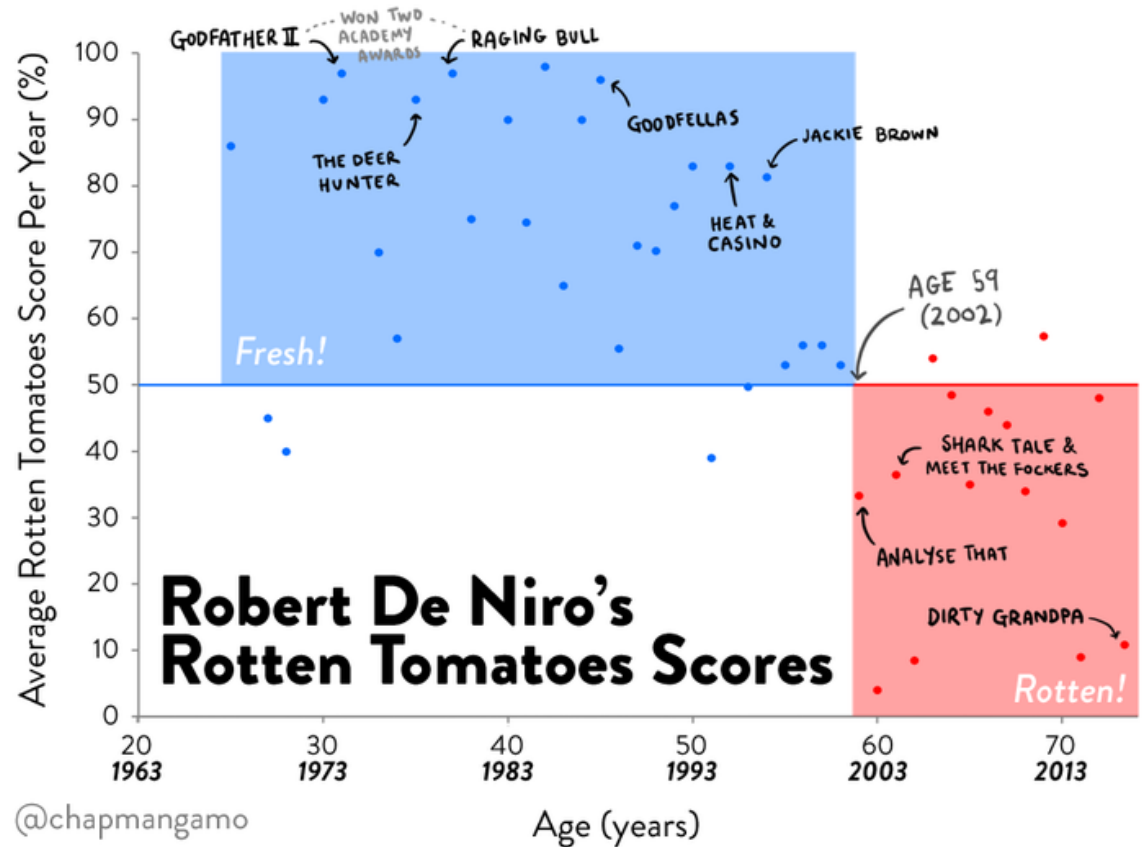 WON TWO
ACADEMY
AWARDS
GODFATHER II
RAGING BULL
GOODFELLAS
JACKIE BROWN
THE DEER
HUNTER
HEAT &
CASINO
AGE 59
(2002)
Fresh!
SHARK TALE &
MEET THE FOCKERS
ANALYSE THAT
DIRTY GRANDPA
Rotten!
Robert De Niro's
Rotten Tomatoes Scores
Average Rotten Tomatoes Score Per Year (%)
100
90
80
70
60
50
40
30
20
10
0
20 30 40 50 60 70
1963 1973 1983 1993 2003 2013
Age (years)
@chapmangamo